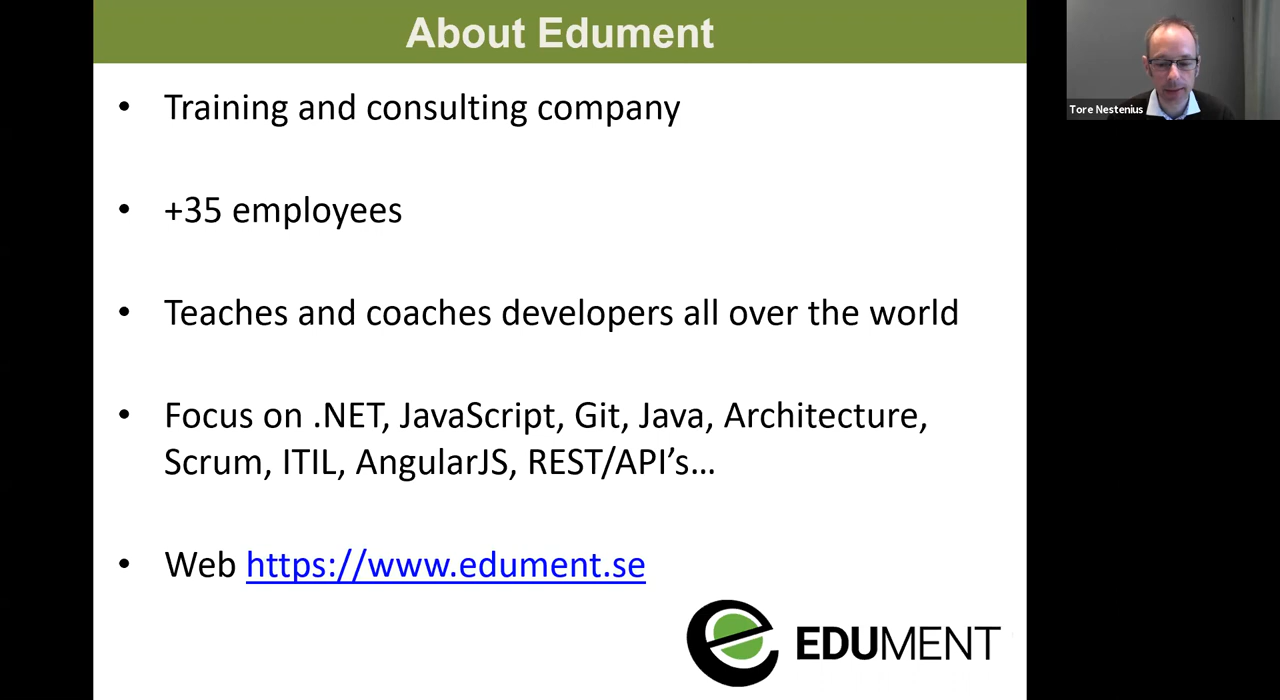 About Edument
• Training and consulting company
• +35 employees
• Teaches and coaches developers all over the world
• Focus on .NET, JavaScript, Git, Java, Architecture,
Scrum, ITIL, AngularJS, REST/API’s…
• Web https://www.edument.se
EDUMENT
Tore Nestenius